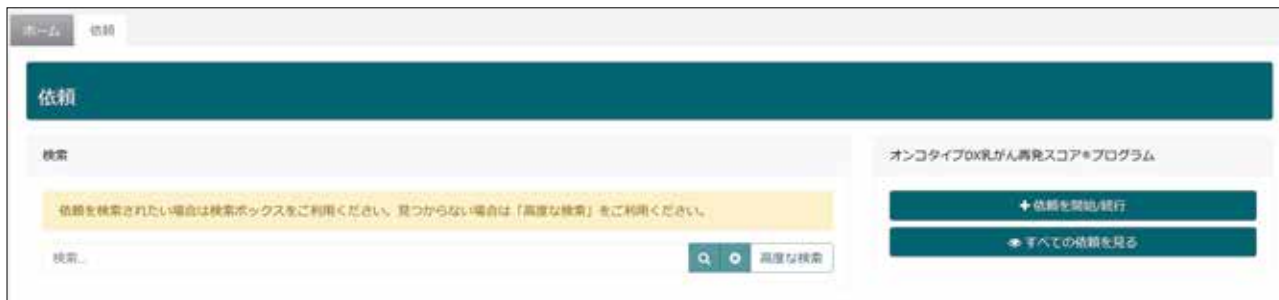 ホーム 依頼
依頼
検索
依頼を検索されたい場合は検索ボックスをご利用ください。見つからない場合は「高度な検索」をご利用ください。
検索...
高度な検索
オンコタイプDX乳がん再発スコア®プログラム
依頼を開始/続行
すべての依頼を見る